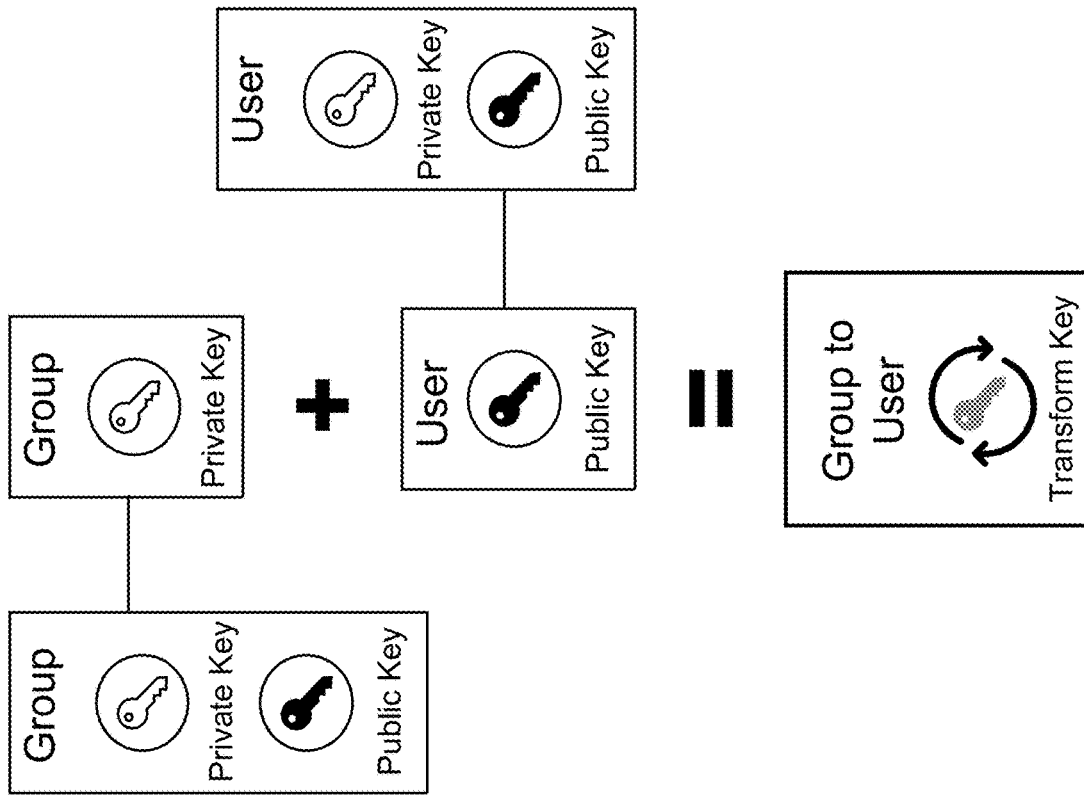 Group
Private Key
Public Key
Group
Private Key
+
User
Public Key
User
Private Key
Public Key
=
Group to
User
Transform Key